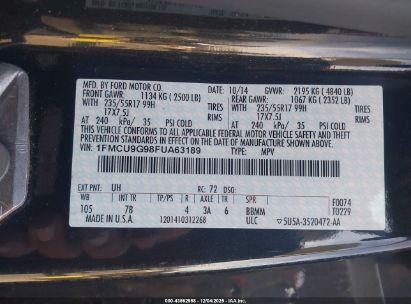 MFD. BY FORD MOTOR CO. 10/14 GVWR: 2195 KG ( 4840 LB)
FRONT GAWR: 1134 KG ( 2500 LB) REAR GAWR: 1067 KG ( 2352 LB)
WITH 235/55R17 99H TIRES WITH 235/55R17 99H TIRES
17X7.5J RIMS 17X7.5J RIMS
AT 240 kPa/ 35 PSI COLD AT 240 kPa/ 35 PSI COLD
THIS VEHICLE CONFORMS TO ALL APPLICABLE FEDERAL MOTOR VEHICLE SAFETY
AND THEFT PREVENTION STANDARDS IN EFFECT ON THE DATE OF MANUFACTURE
SHOWN ABOVE.
VIN: 1FMCU9G98FUA63189 TYPE: MPV
EXT PNT: UH RC: 72 DSO: F0074
WB INT TR TP/PS R AXLE TR SPR T0229
105 7B 4 3A 6 BBMM
MADE IN U.S.A. 1201410312268 ULC 5U5A-3520472-AA